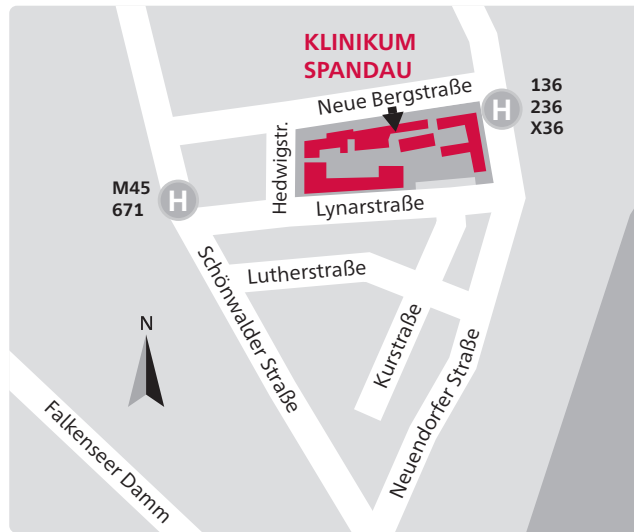 KLINIKUM
SPANDAU
Neue Bergstraße
H
136
236
X36
Hedwigstr.
M45
671
H
Lynarstraße
Schönwalder Straße
Lutherstraße
Kurstraße
Neuendorfer Straße
N
Falkenseer Damm